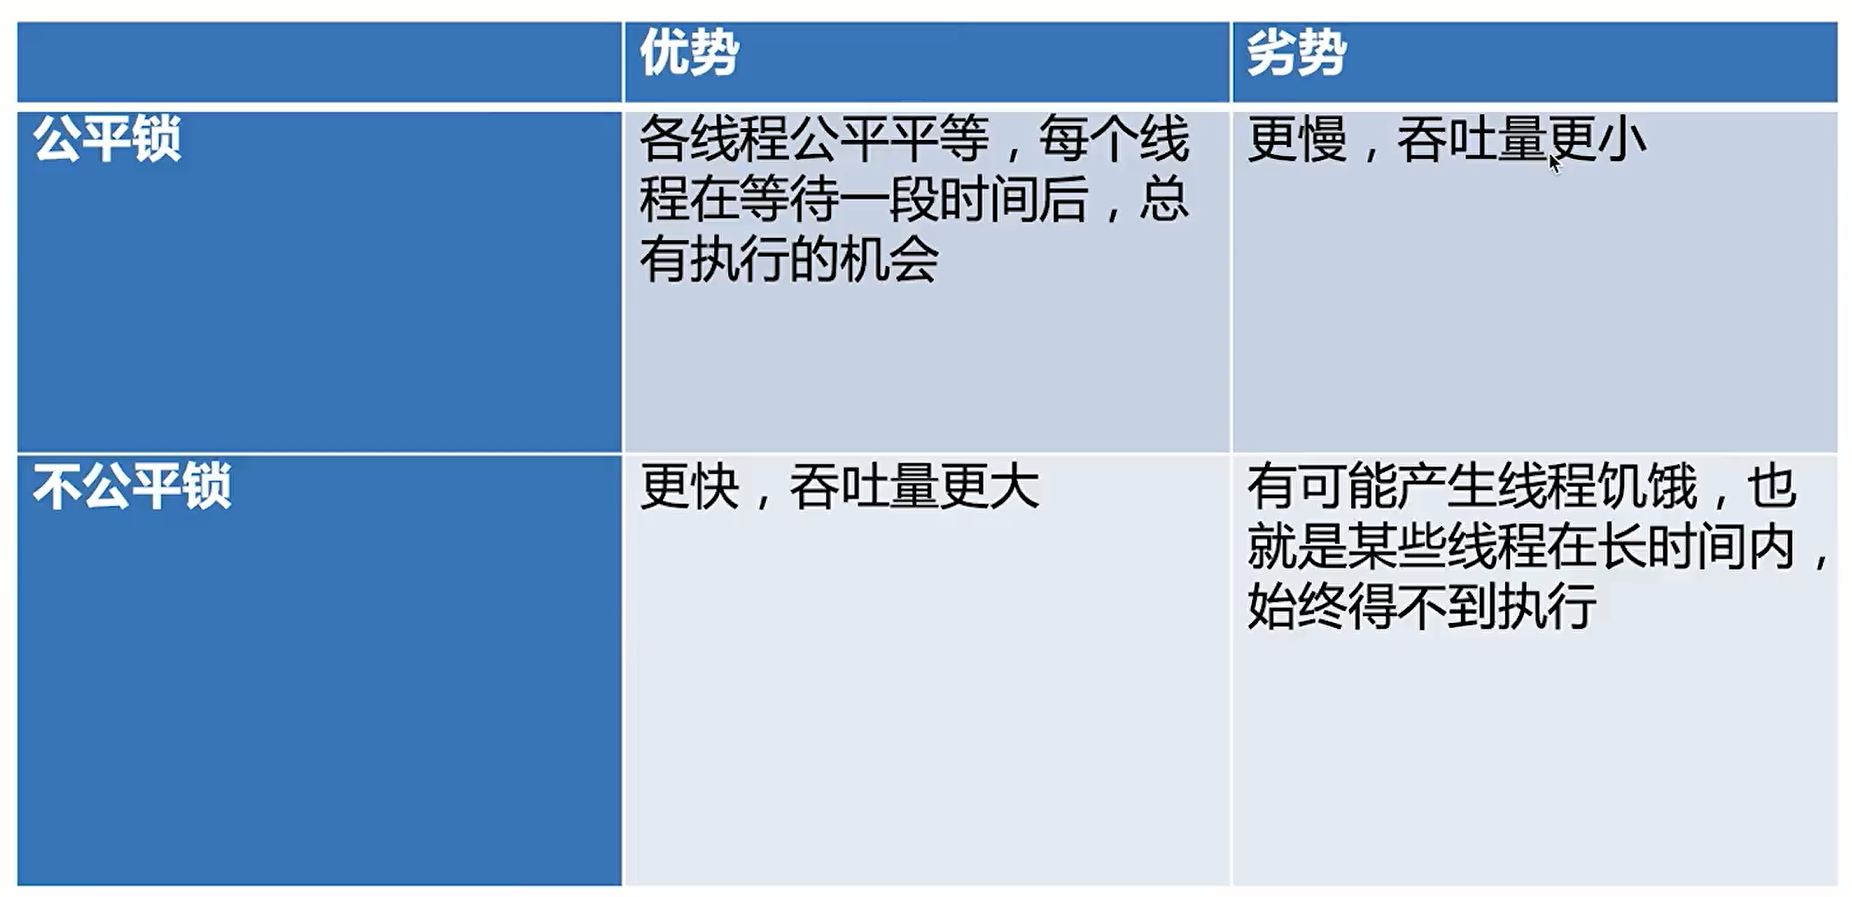 优势
劣势
公平锁
各线程公平平等，每个线
程在等待一段时间后，总
有执行的机会
更慢，吞吐量更小
不公平锁
更快，吞吐量更大
有可能产生线程饥饿，也
就是某些线程在长时间内，
始终得不到执行